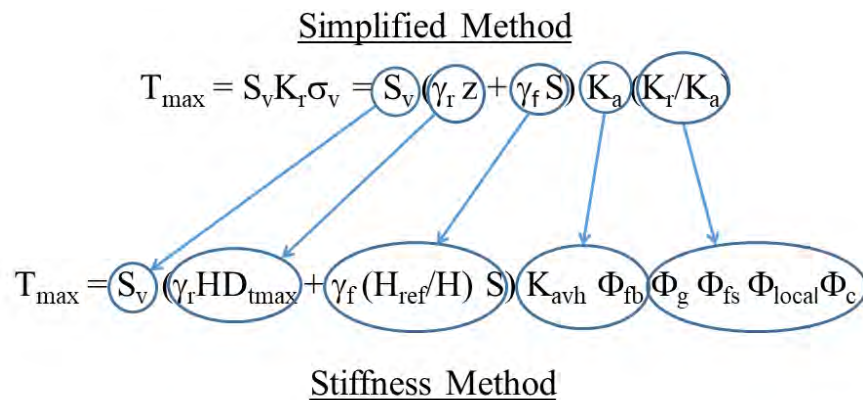 Simplified Method
Tmax = SvKrσv = Sv(γr z + γf S) Ka (Kr/Ka)
Tmax = Sv (γrHDtmax + γf (Href/H) S) Kavh Φfb(Φg Φfs ΦlocalΦc)
Stiffness Method